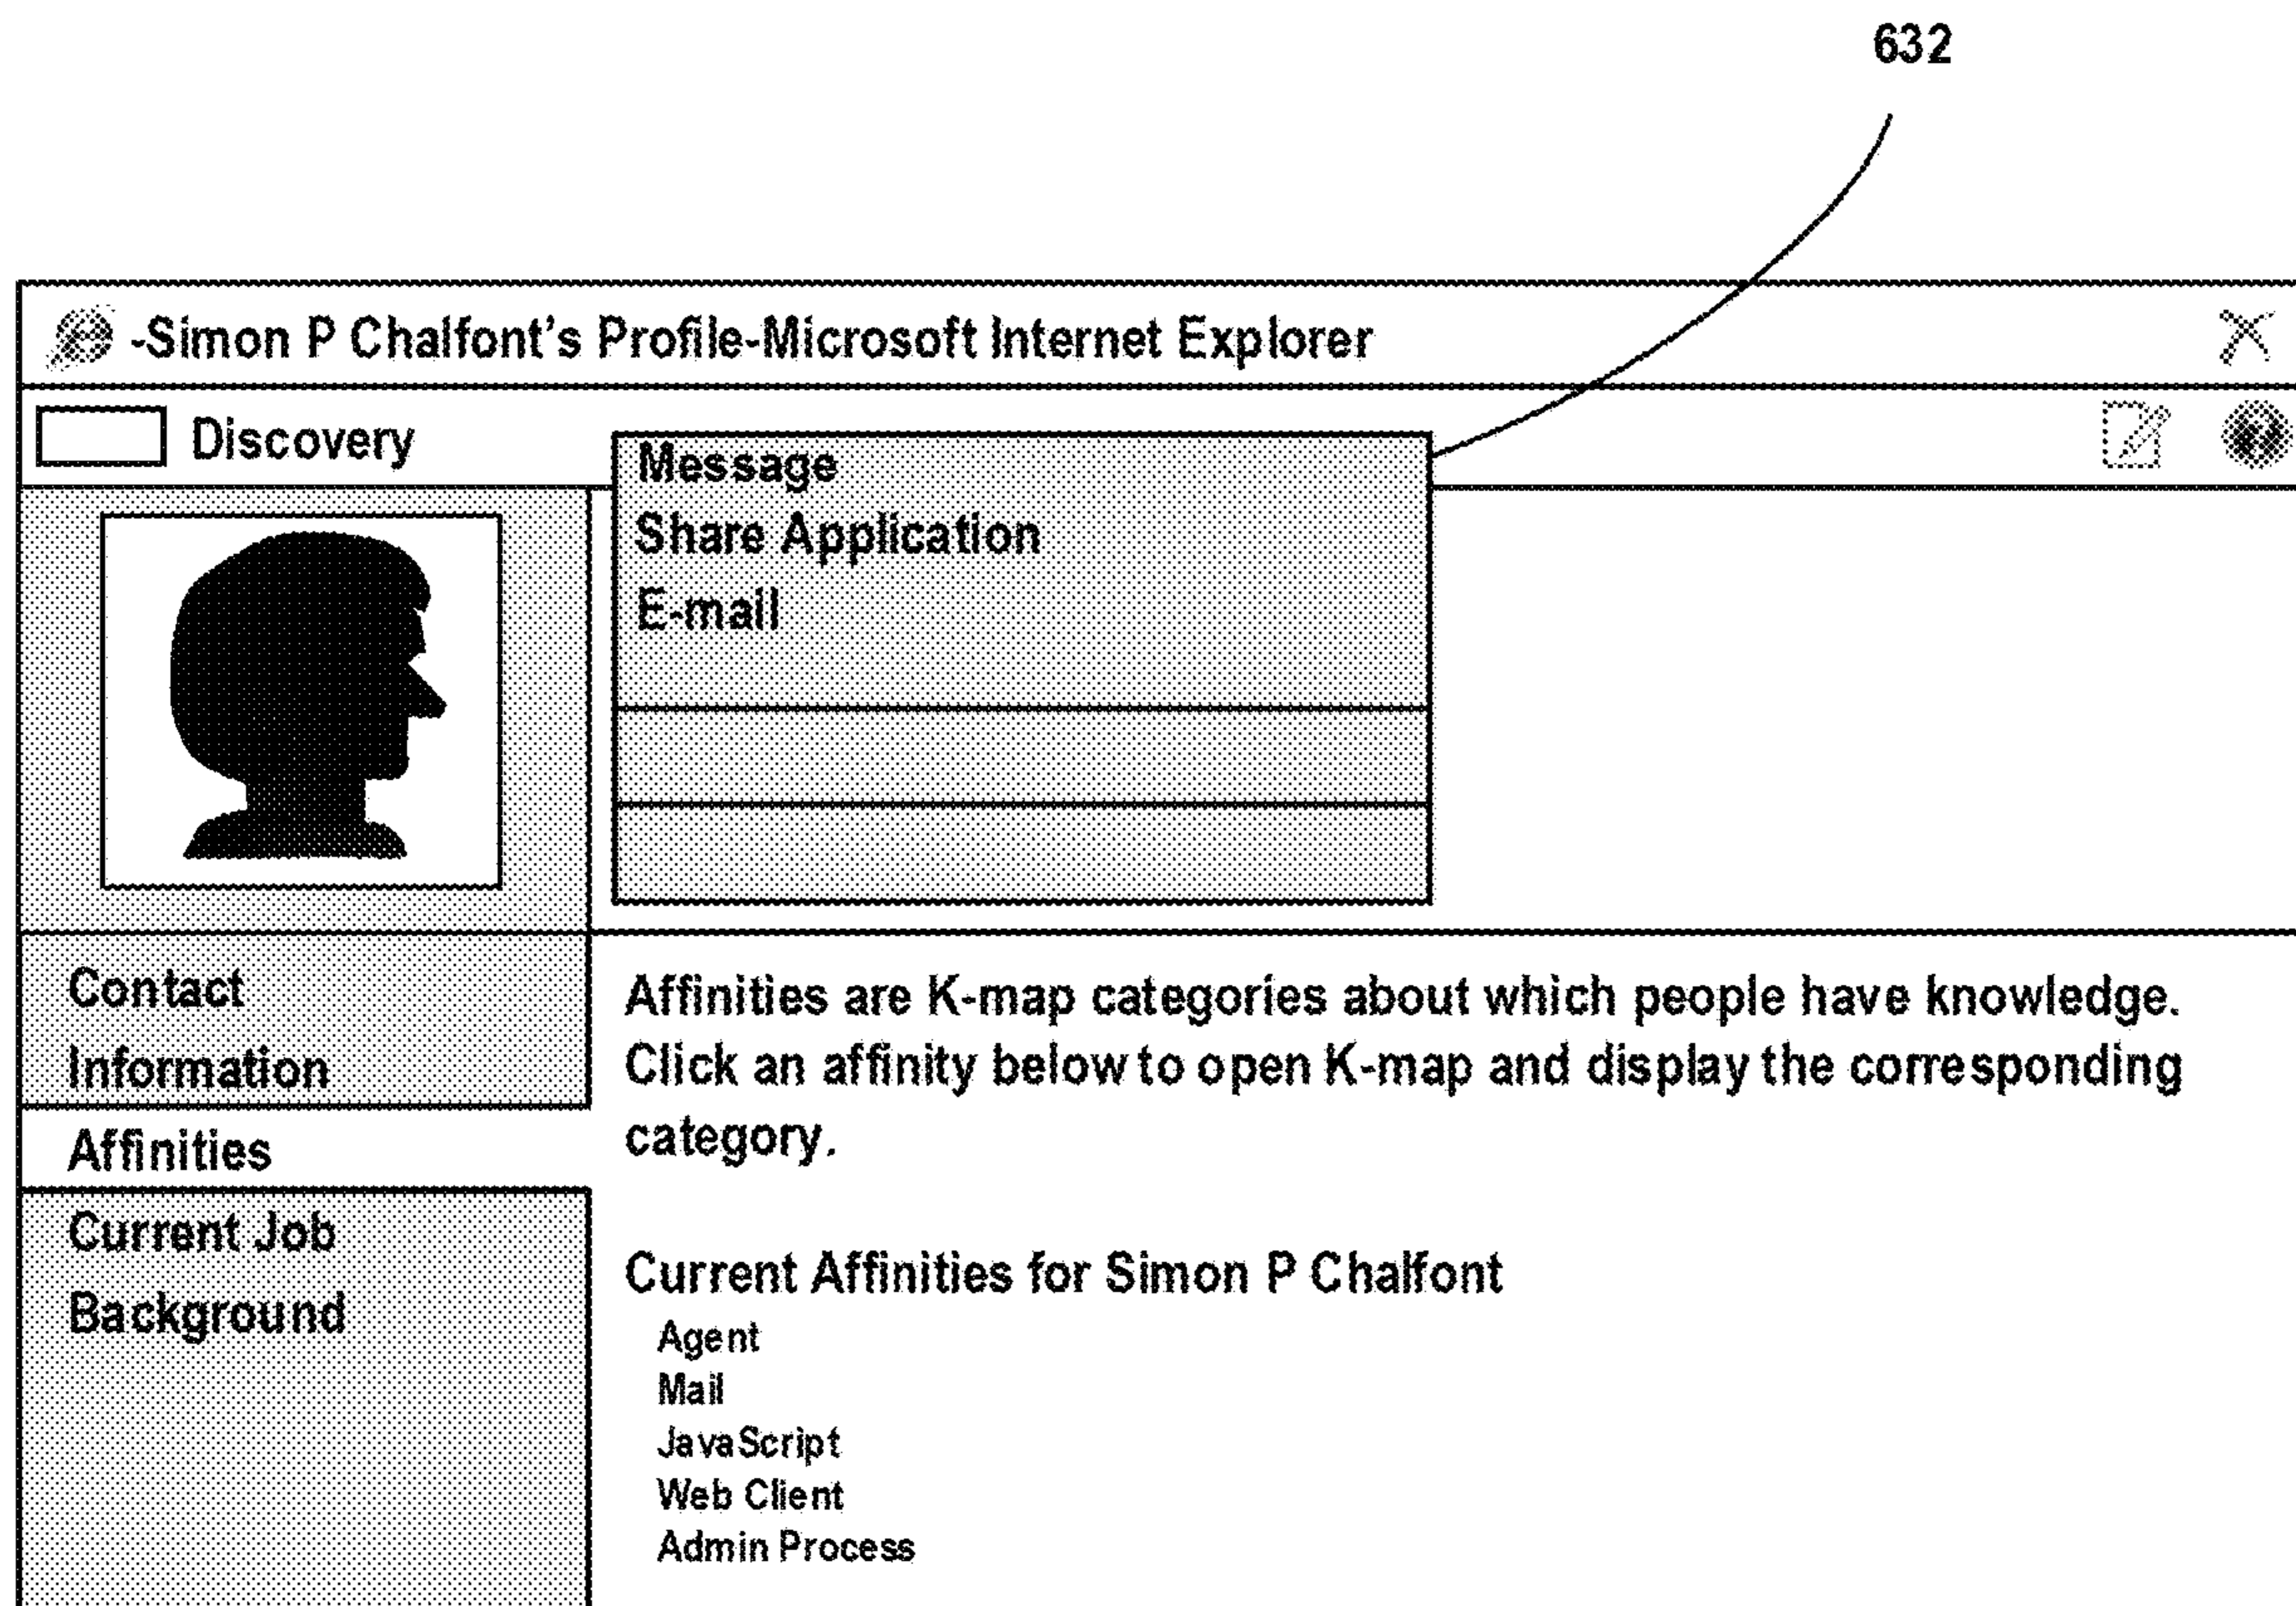 632
-Simon P Chalfont's Profile-Microsoft Internet Explorer
Discovery
Message
Share Application
E-mail
Contact
Information
Affinities
Current Job
Background
Affinities are K-map categories about which people have knowledge.
Click an affinity below to open K-map and display the corresponding
category.
Current Affinities for Simon P Chalfont
Agent
Mail
JavaScript
Web Client
Admin Process